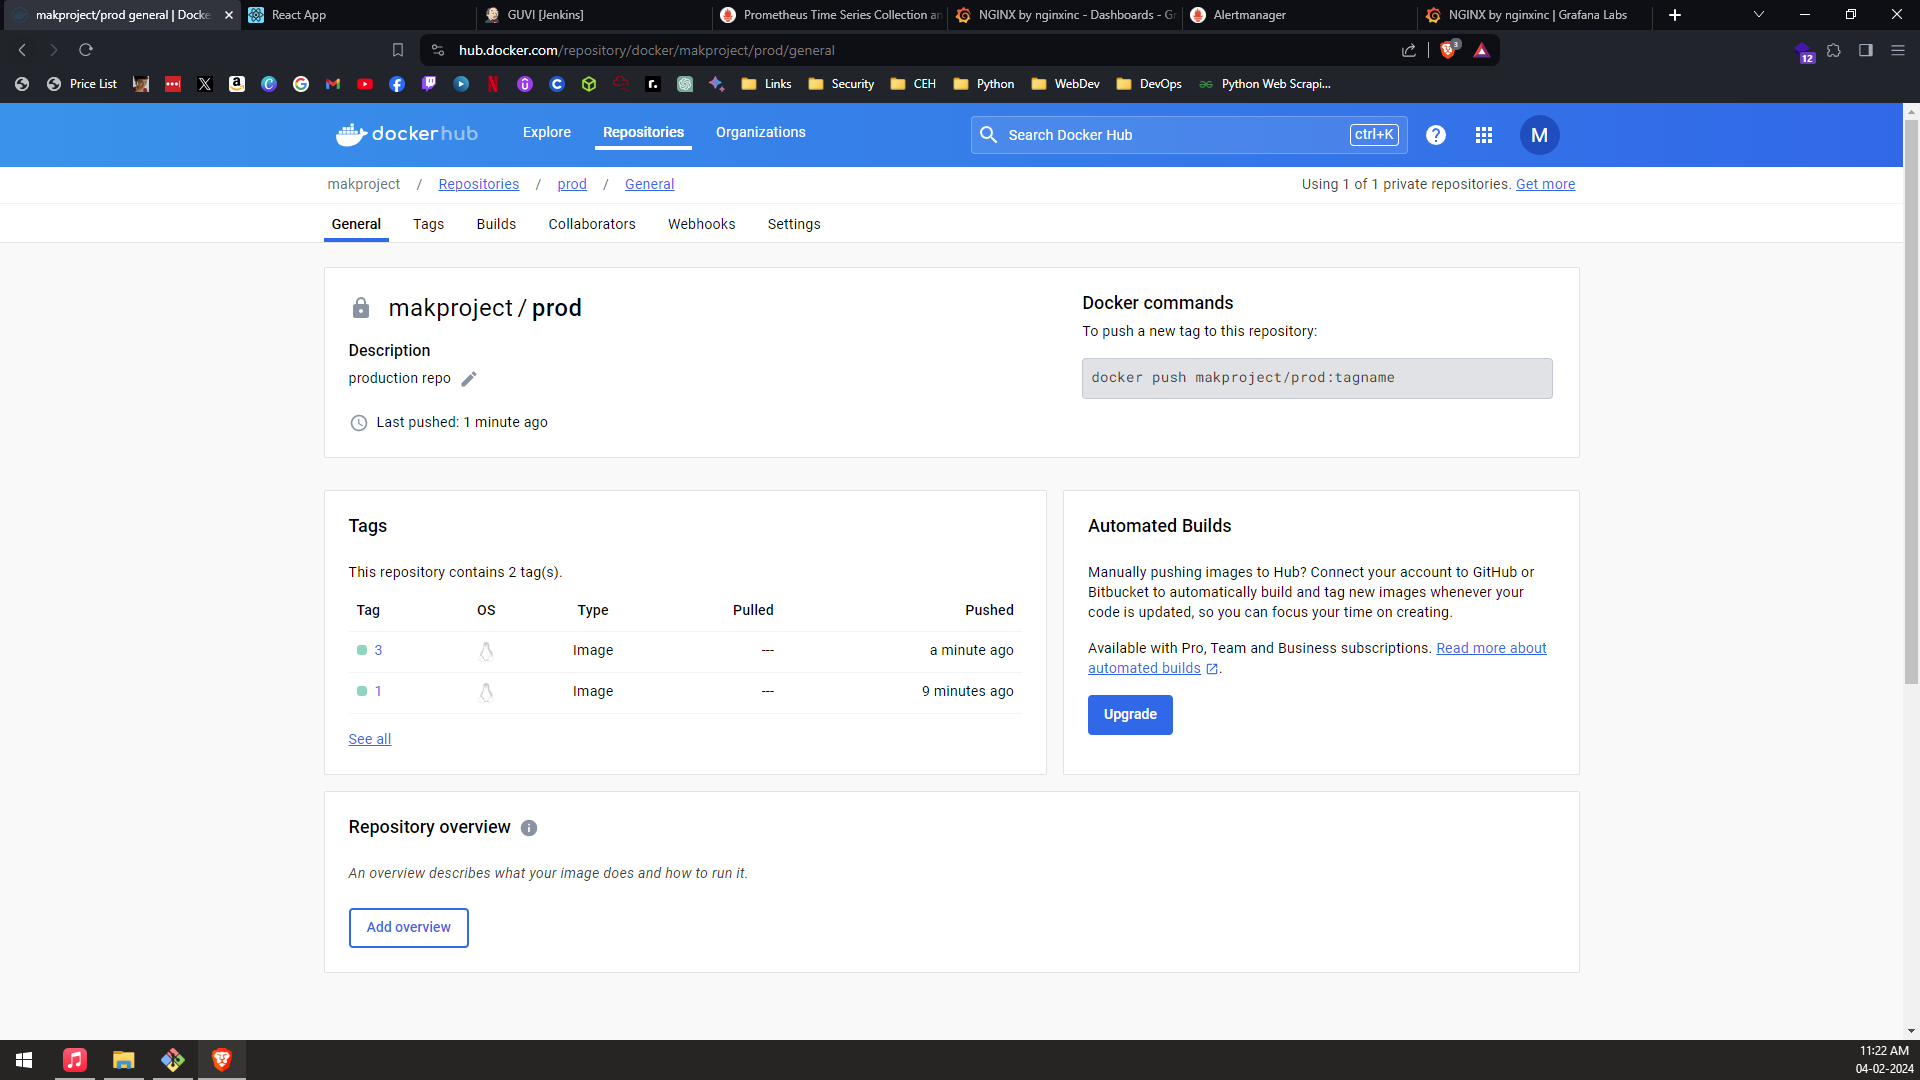 makproject/prod general | Docke
React App
GUVI [Jenkins]
Prometheus Time Series Collection an
NGINX by nginxinc - Dashboards - Gr
Alertmanager
NGINX by nginxinc | Grafana Labs
hub.docker.com/repository/docker/makproject/prod/general
3
12
Price List
Links
Security
CEH
Python
WebDev
DevOps
Python Web Scrapi...
docker hub
Explore
Repositories
Organizations
Search Docker Hub
ctrl+K
M
makproject / Repositories / prod / General
Using 1 of 1 private repositories. Get more
General
Tags
Builds
Collaborators
Webhooks
Settings
makproject / prod
Description
production repo
Last pushed: 1 minute ago
Docker commands
To push a new tag to this repository:
docker push makproject/prod:tagname
Tags
This repository contains 2 tag(s).
Tag OS Type Pulled Pushed
3 Image --- a minute ago
1 Image --- 9 minutes ago
See all
Automated Builds
Manually pushing images to Hub? Connect your account to GitHub or
Bitbucket to automatically build and tag new images whenever your
code is updated, so you can focus your time on creating.
Available with Pro, Team and Business subscriptions. Read more about
automated builds .
Upgrade
Repository overview
An overview describes what your image does and how to run it.
Add overview
11:22 AM
04-02-2024